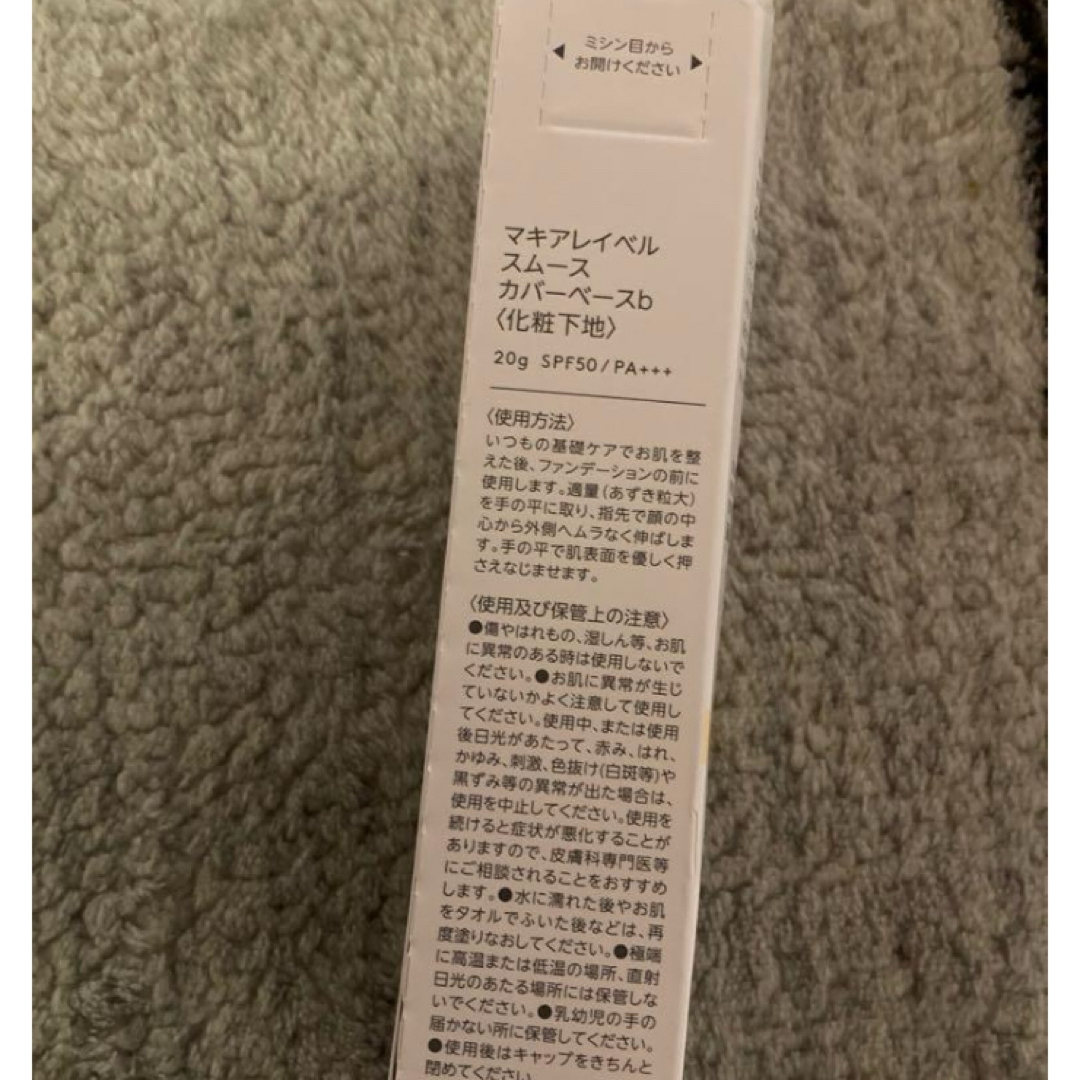 ミシン目から
◀ お開けください ▶
マキアレイベル
スムース
カバーベースb
〈化粧下地〉
20g SPF50/PA+++
〈使用方法〉
いつもの基礎ケアでお肌を整
えた後、ファンデーションの前に
使用します。適量(あずき粒大)
を手の平に取り、指先で顔の中
心から外側へムラなく伸ばしま
す。手の平で肌表面を優しく押
さえなじませます。
〈使用及び保管上の注意〉
●傷やはれもの、湿しん等、お肌
に異常のある時は使用しないで
ください。●お肌に異常が生じ
ていないかよく注意して使用し
てください。使用中、または使用
後日光があたって、赤み、はれ、
かゆみ、刺激、色抜け(白斑等)や
黒ずみ等の異常が出た場合は、
使用を中止してください。使用を
続けると症状が悪化することが
ありますので、皮膚科専門医等
にご相談されることをおすすめ
します。●水に濡れた後やお肌
をタオルでふいた後などは、再
度塗りなおしてください。●極端
に高温または低温の場所、直射
日光のあたる場所には保管しな
いでください。●乳幼児の手の
届かない所に保管してください。
●使用後はキャップをきちんと
閉めてください